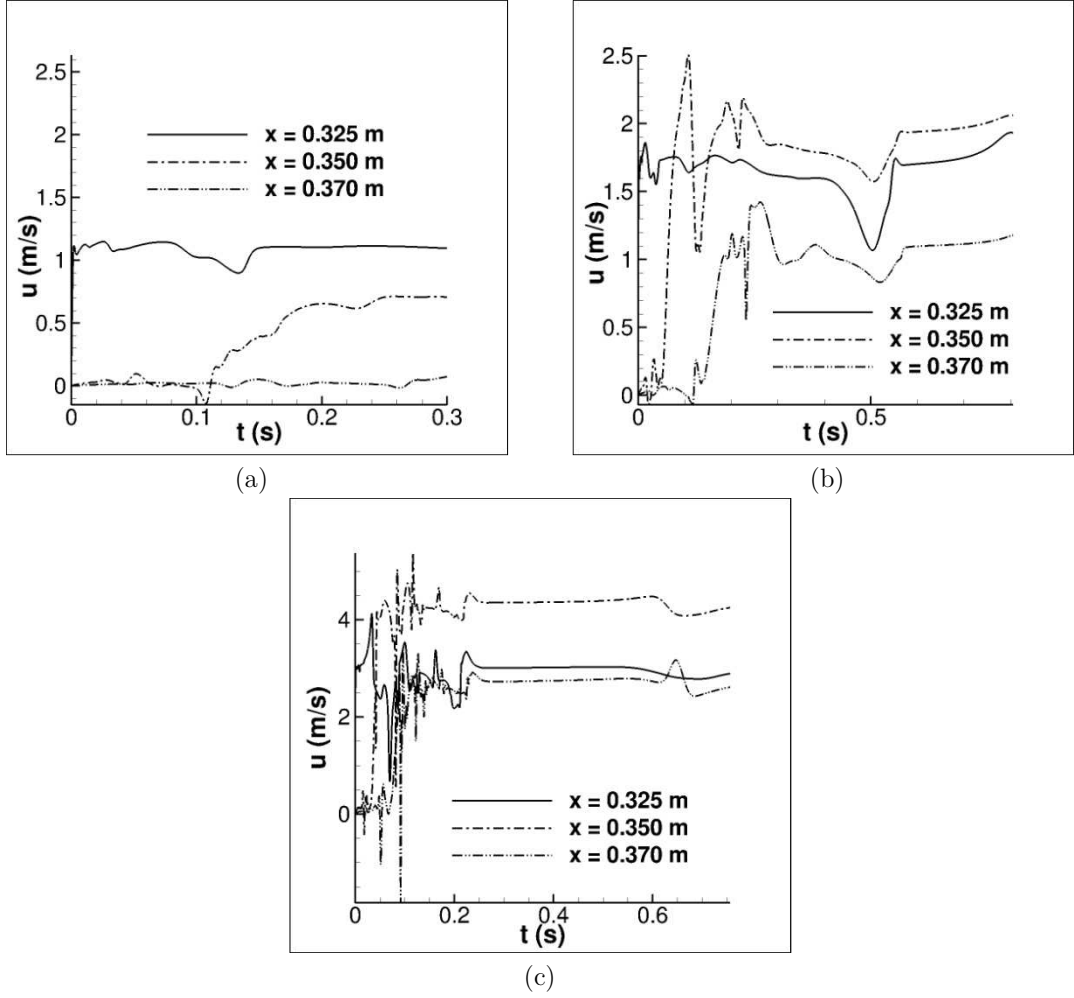 2.5
2
1.5
1
0.5
0
u (m/s)
x = 0.325 m
x = 0.350 m
x = 0.370 m
0 0.1 0.2 0.3
t (s)
(a)
2.5
2
1.5
1
0.5
0
u (m/s)
x = 0.325 m
x = 0.350 m
x = 0.370 m
0 0.5
t (s)
(b)
4
2
0
u (m/s)
x = 0.325 m
x = 0.350 m
x = 0.370 m
0 0.2 0.4 0.6
t (s)
(c)